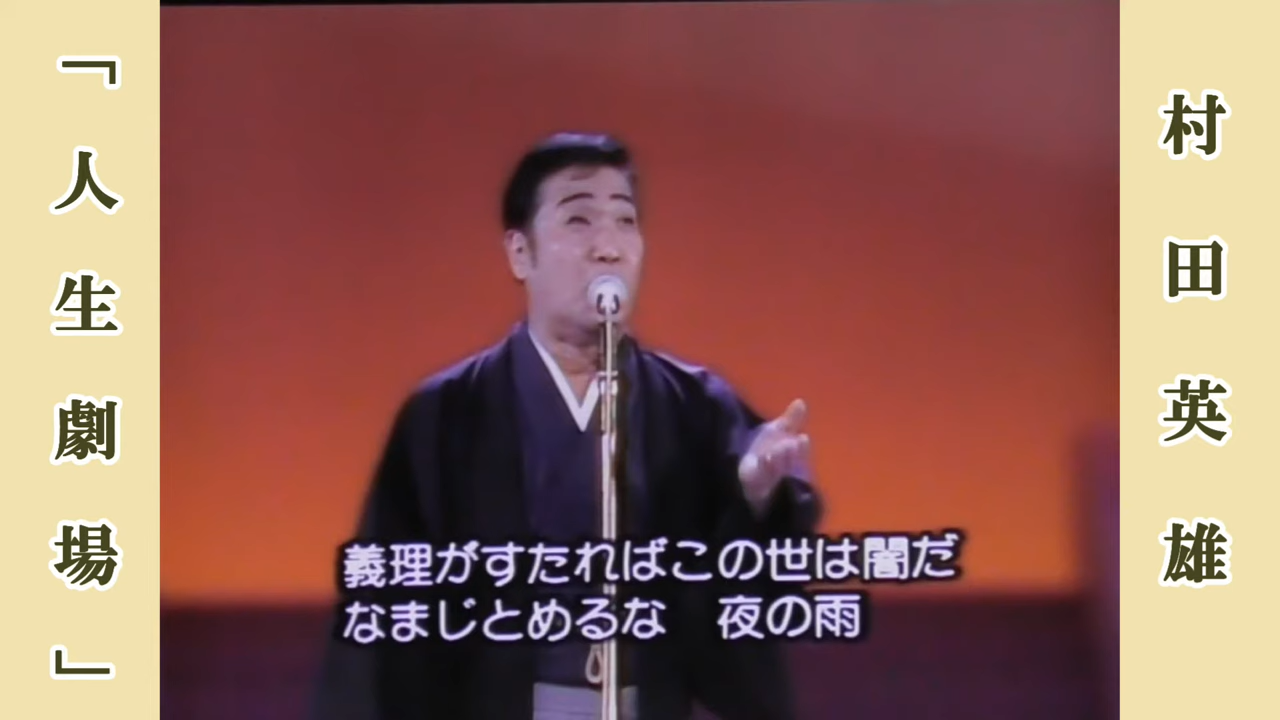 「人生劇場」
村田英雄
義理がすたればこの世は闇だ
なまじとめるな　夜の雨